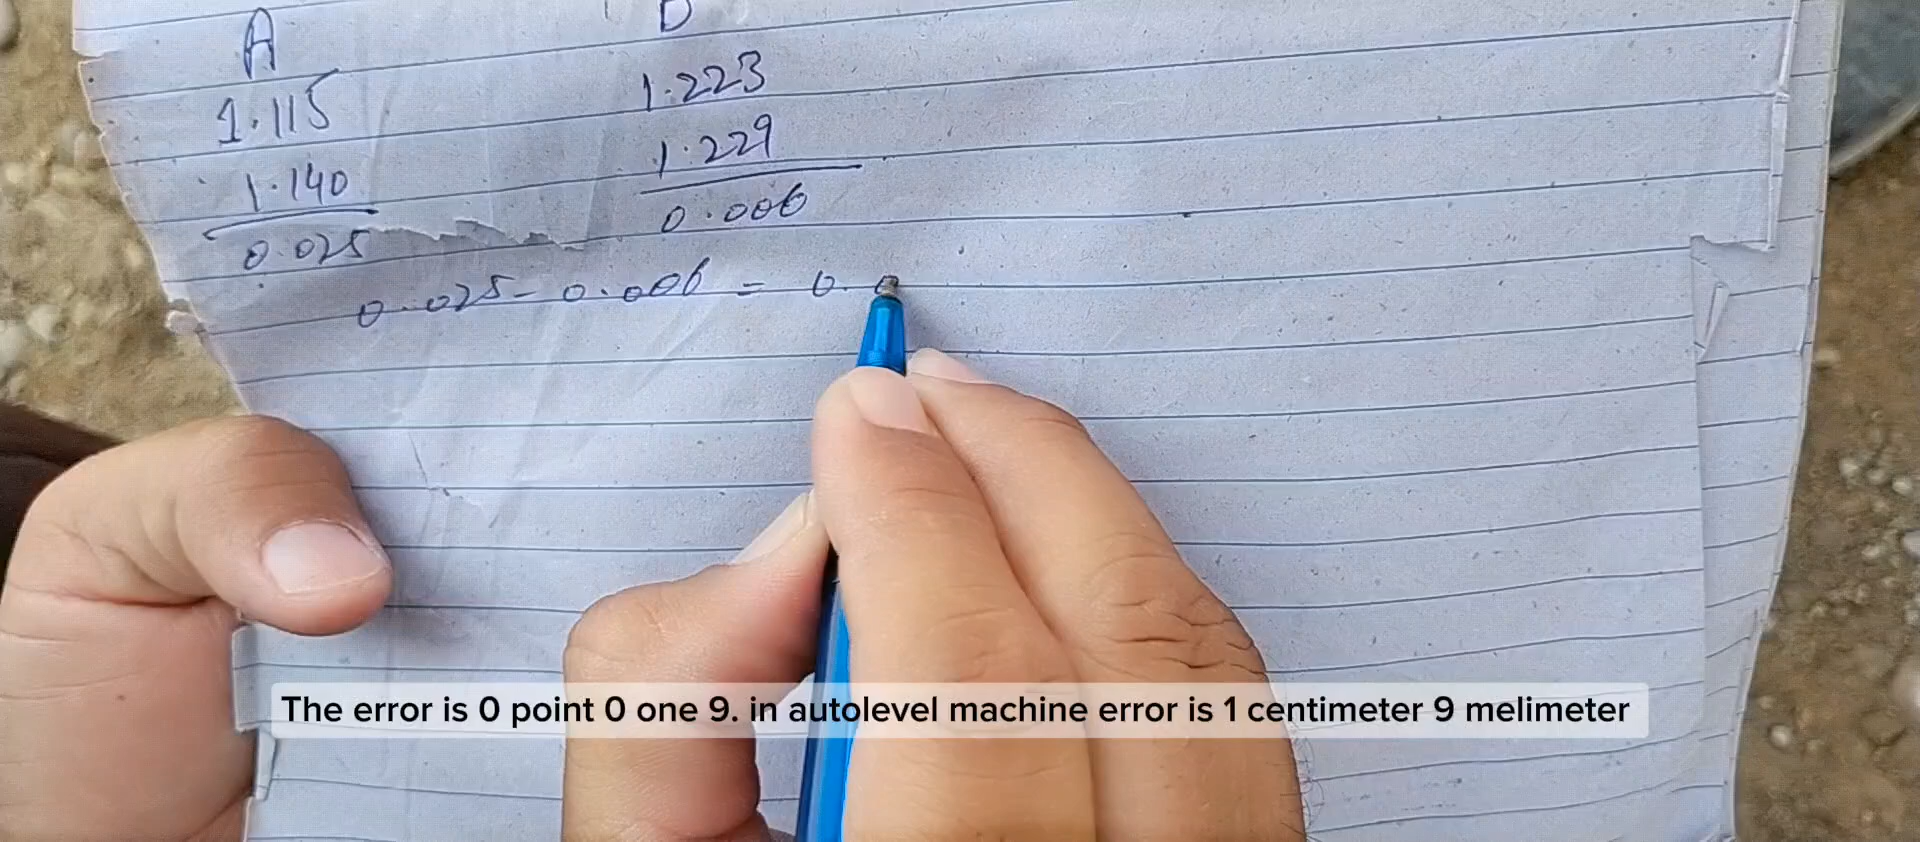 A
1.115
1.140
0.025
1.223
1.229
0.006
0.025 - 0.006 = 0.0
The error is 0 point 0 one 9. in autolevel machine error is 1 centimeter 9 melimeter